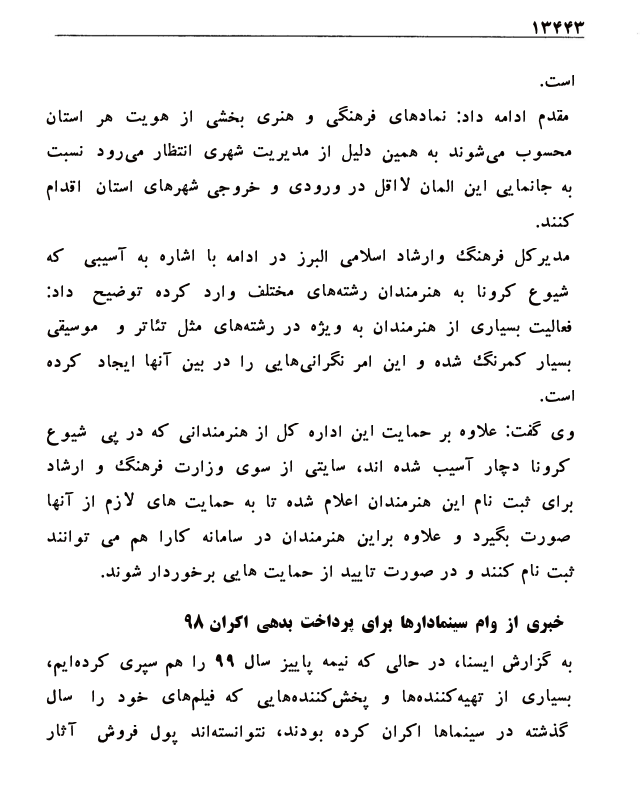 ۱۳۴۴۳
است.
مقدم ادامه داد: نمادهای فرهنگی و هنری بخشی از هویت هر استان
محسوب می‌شوند به همین دلیل از مدیریت شهری انتظار می‌رود نسبت
به جانمایی این المان لااقل در ورودی و خروجی شهرهای استان اقدام
کنند.
مدیرکل فرهنگ وارشاد اسلامی البرز در ادامه با اشاره به آسیبی که
شیوع کرونا به هنرمندان رشته‌های مختلف وارد کرده توضیح داد:
فعالیت بسیاری از هنرمندان به ویژه در رشته‌های مثل تئاتر و موسیقی
بسیار کمرنگ شده و این امر نگرانی‌هایی را در بین آنها ایجاد کرده
است.
وی گفت: علاوه بر حمایت این اداره کل از هنرمندانی که در پی شیوع
کرونا دچار آسیب شده اند، سایتی از سوی وزارت فرهنگ و ارشاد
برای ثبت نام این هنرمندان اعلام شده تا به حمایت های لازم از آنها
صورت بگیرد و علاوه براین هنرمندان در سامانه کارا هم می توانند
ثبت نام کنند و در صورت تایید از حمایت هایی برخوردار شوند.
خبری از وام سینمادارها برای پرداخت بدهی اکران ۹۸
به گزارش ایسنا، در حالی که نیمه پاییز سال ۹۹ را هم سپری کرده‌ایم،
بسیاری از تهیه‌کننده‌ها و پخش‌کننده‌هایی که فیلم‌های خود را سال
گذشته در سینماها اکران کرده بودند، نتوانسته‌اند پول فروش آثار